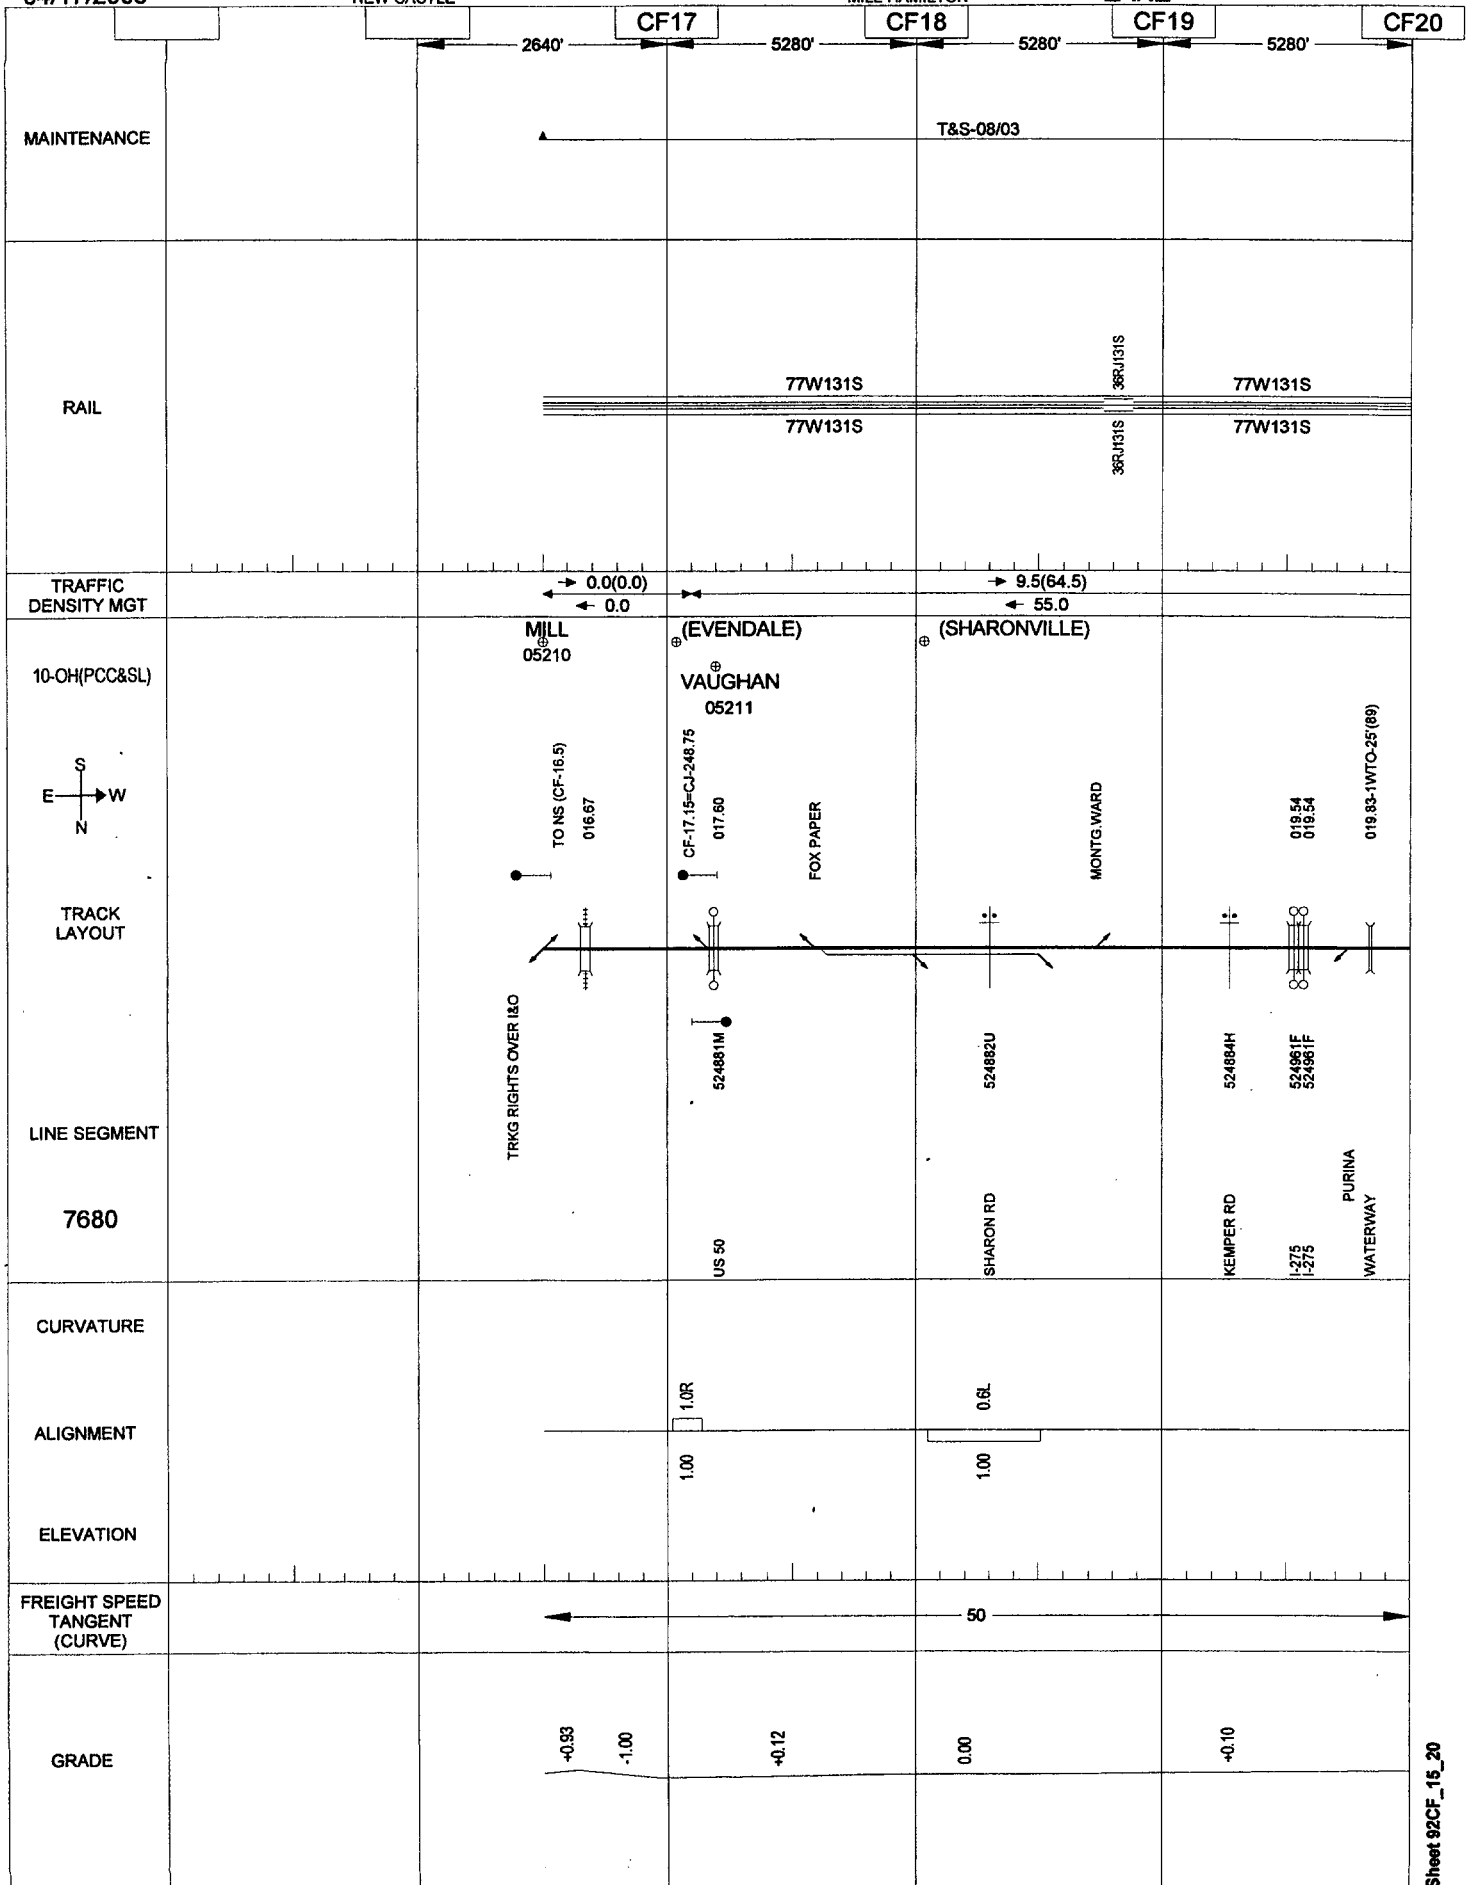 NEW CASTLE
CF17
CF18
CF19
CF20
2640'
5280'
5280'
5280'
MAINTENANCE
T&S-08/03
RAIL
77W131S
36RJ131S
77W131S
77W131S
36RJ131S
77W131S
TRAFFIC
DENSITY MGT
0.0(0.0)
9.5(64.5)
0.0
55.0
10-OH(PCC&SL)
MILL
05210
(EVENDALE)
(SHARONVILLE)
VAUGHAN
05211
S
E
W
N
TO NS (CF-16.5)
016.67
CF-17.15=CJ-248.75
017.60
FOX PAPER
MONTG.WARD
019.54
019.54
019.83-1WTO-25'(89)
TRACK
LAYOUT
TRKG RIGHTS OVER I&O
524881M
524882U
524884H
524961F
524961F
LINE SEGMENT
7680
US 50
SHARON RD
KEMPER RD
I-275
I-275
PURINA
WATERWAY
CURVATURE
1.0R
0.6L
ALIGNMENT
1.00
1.00
ELEVATION
FREIGHT SPEED
TANGENT
(CURVE)
50
GRADE
+0.93
-1.00
+0.12
0.00
+0.10
Sheet 92CF_15_20